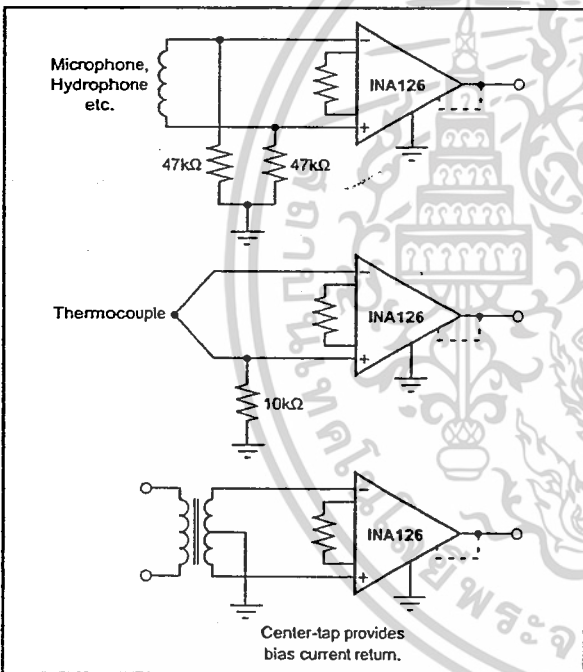 Microphone,
Hydrophone
etc.
INA126
47kΩ
47kΩ
Thermocouple
INA126
10kΩ
INA126
Center-tap provides
bias current return.